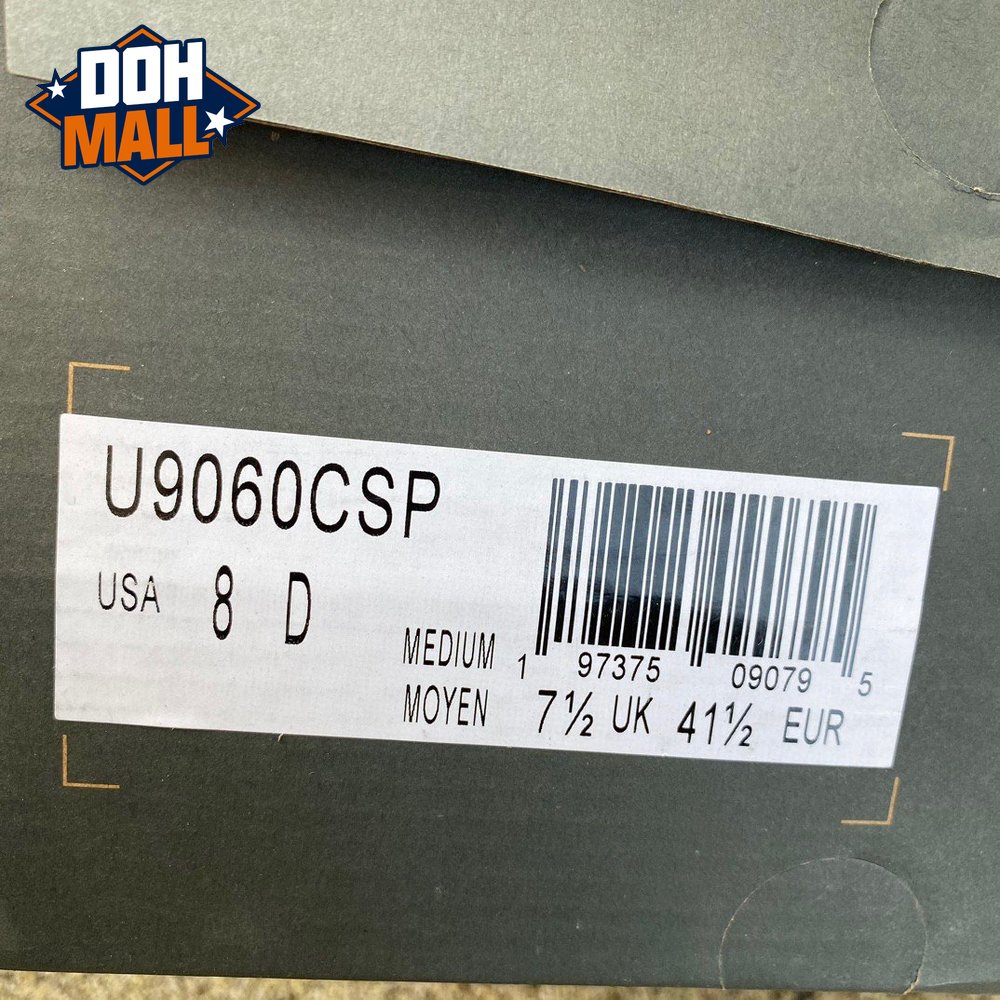 DOH
MALL
U9060CSP
USA 8 D
MEDIUM
MOYEN
1 97375 09079 5
7½ UK 41½ EUR